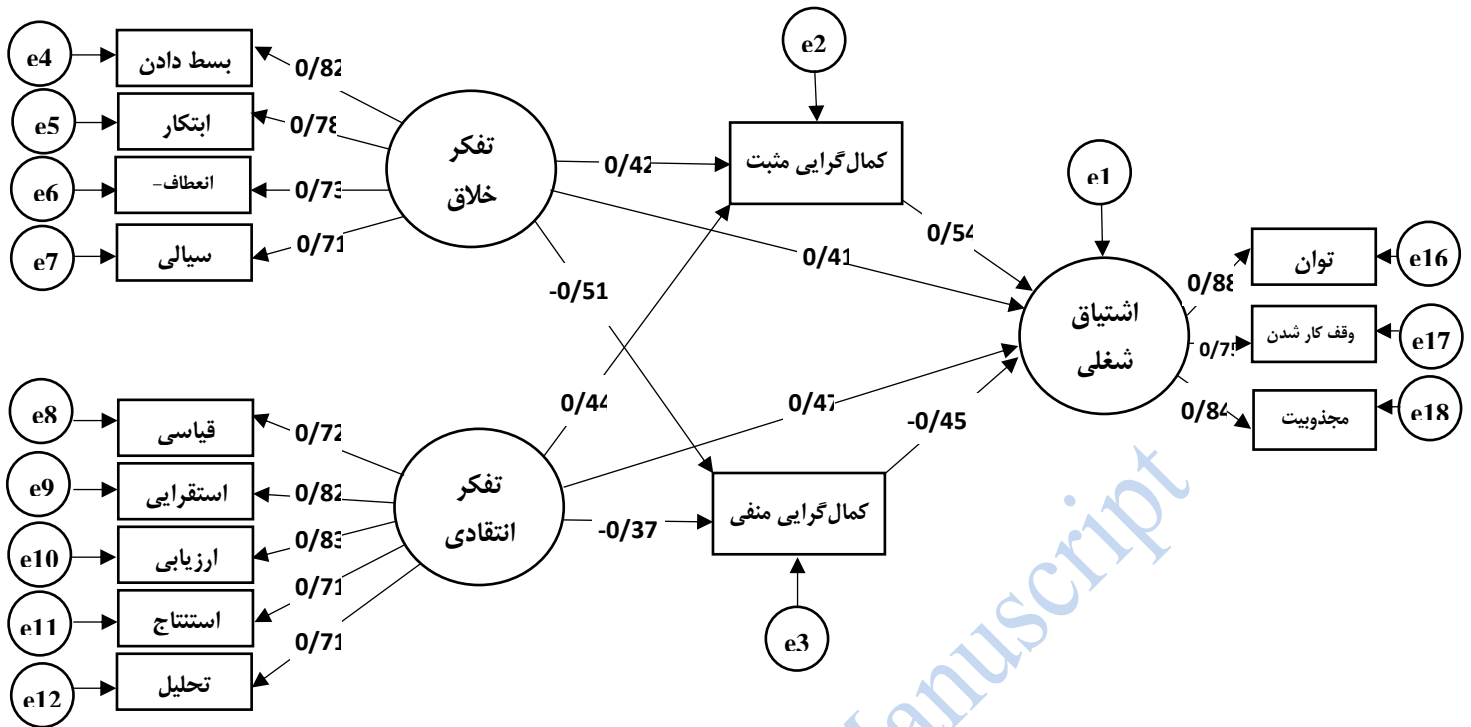 e4
بسط دادن
0/82
e5
ابتکار
0/78
e6
انعطاف-
0/73
e7
سیالی
0/71
تفکر
خلاق
e8
قیاسی
0/72
e9
استقرایی
0/82
e10
ارزیابی
0/83
e11
استنتاج
0/71
e12
تحلیل
0/71
تفکر
انتقادی
0/42
0/41
-0/51
0/44
0/47
-0/37
e2
کمال‌گرایی مثبت
0/54
کمال‌گرایی منفی
-0/45
e3
e1
اشتیاق
شغلی
0/88
توان
e16
0/75
وقف کار شدن
e17
0/84
مجذوبیت
e18